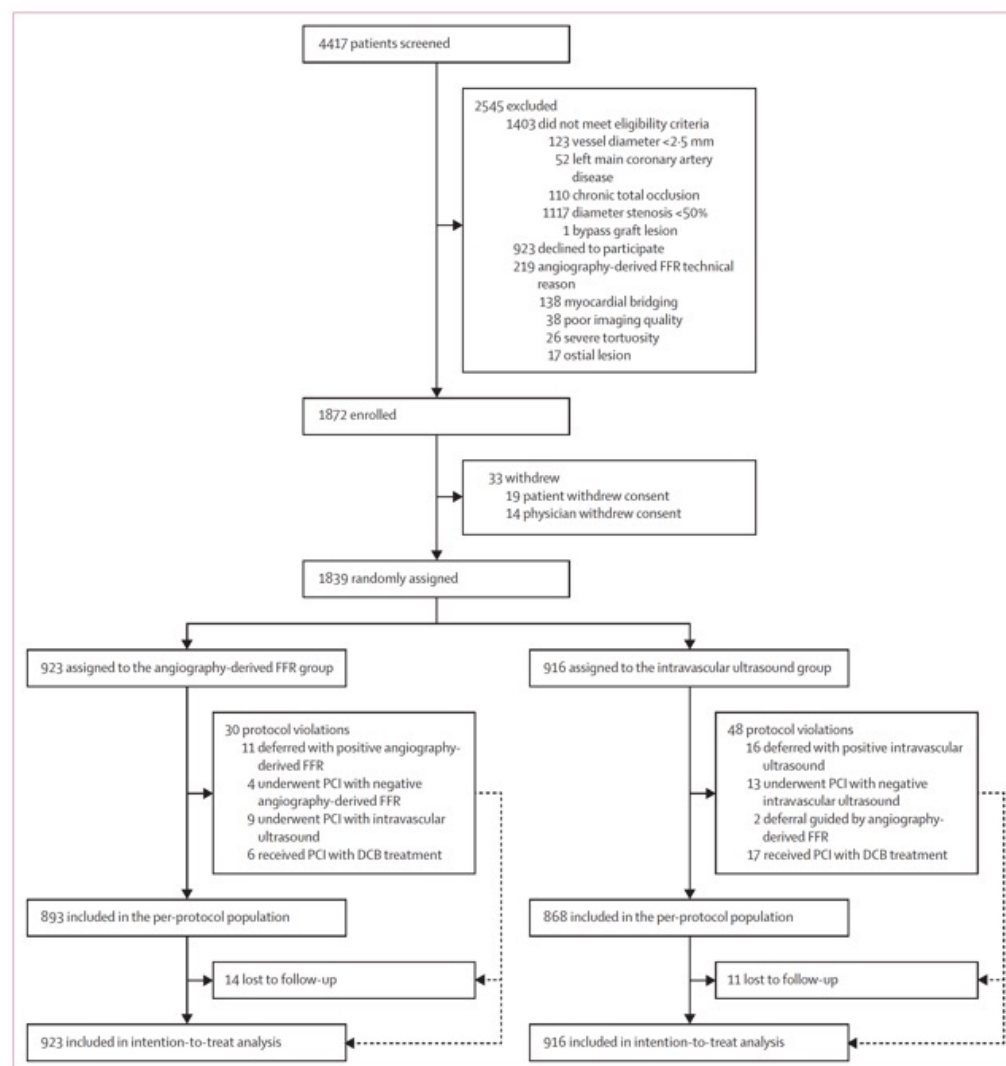 4417 patients screened
2545 excluded
1403 did not meet eligibility criteria
123 vessel diameter <2·5 mm
52 left main coronary artery
disease
110 chronic total occlusion
1117 diameter stenosis <50%
1 bypass graft lesion
923 declined to participate
219 angiography-derived FFR technical
reason
138 myocardial bridging
38 poor imaging quality
26 severe tortuosity
17 ostial lesion
1872 enrolled
33 withdrew
19 patient withdrew consent
14 physician withdrew consent
1839 randomly assigned
923 assigned to the angiography-derived FFR group
916 assigned to the intravascular ultrasound group
30 protocol violations
11 deferred with positive angiography-
derived FFR
4 underwent PCI with negative
angiography-derived FFR
9 underwent PCI with intravascular
ultrasound
6 received PCI with DCB treatment
48 protocol violations
16 deferred with positive intravascular
ultrasound
13 underwent PCI with negative
intravascular ultrasound
2 deferral guided by angiography-
derived FFR
17 received PCI with DCB treatment
893 included in the per-protocol population
868 included in the per-protocol population
14 lost to follow-up
11 lost to follow-up
923 included in intention-to-treat analysis
916 included in intention-to-treat analysis